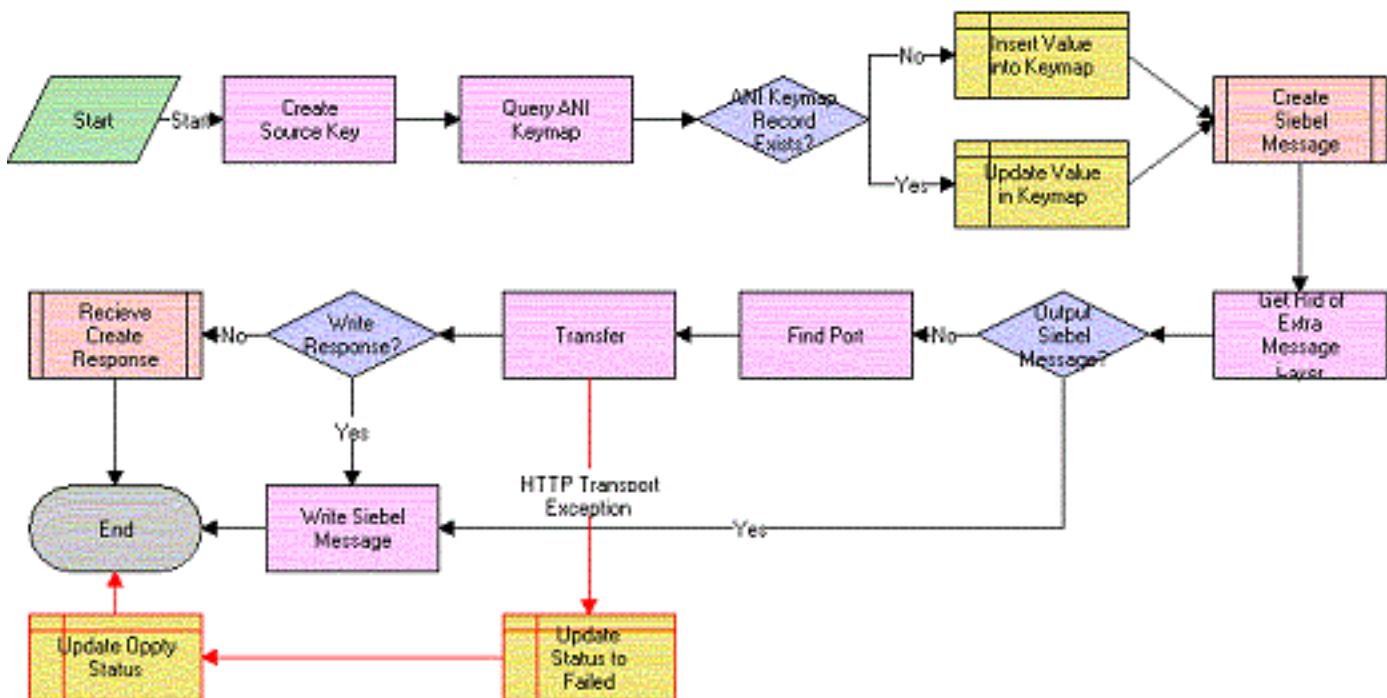 Start
Start
Create
Source Key
Query ANI
Keymap
ANI Keymap
Record
Exists?
No
Insert Value
into Keymap
Yes
Update Value
in Keymap
Create
Siebel
Message
Recieve
Create
Response
No
Write
Response?
Transfer
Find Port
No
Output
Siebel
Message?
Get Rid of
Extra
Message
Layer
Yes
HTTP Transport
Exception
End
Write Siebel
Message
Yes
Update Oppty
Status
Update
Status to
Failed